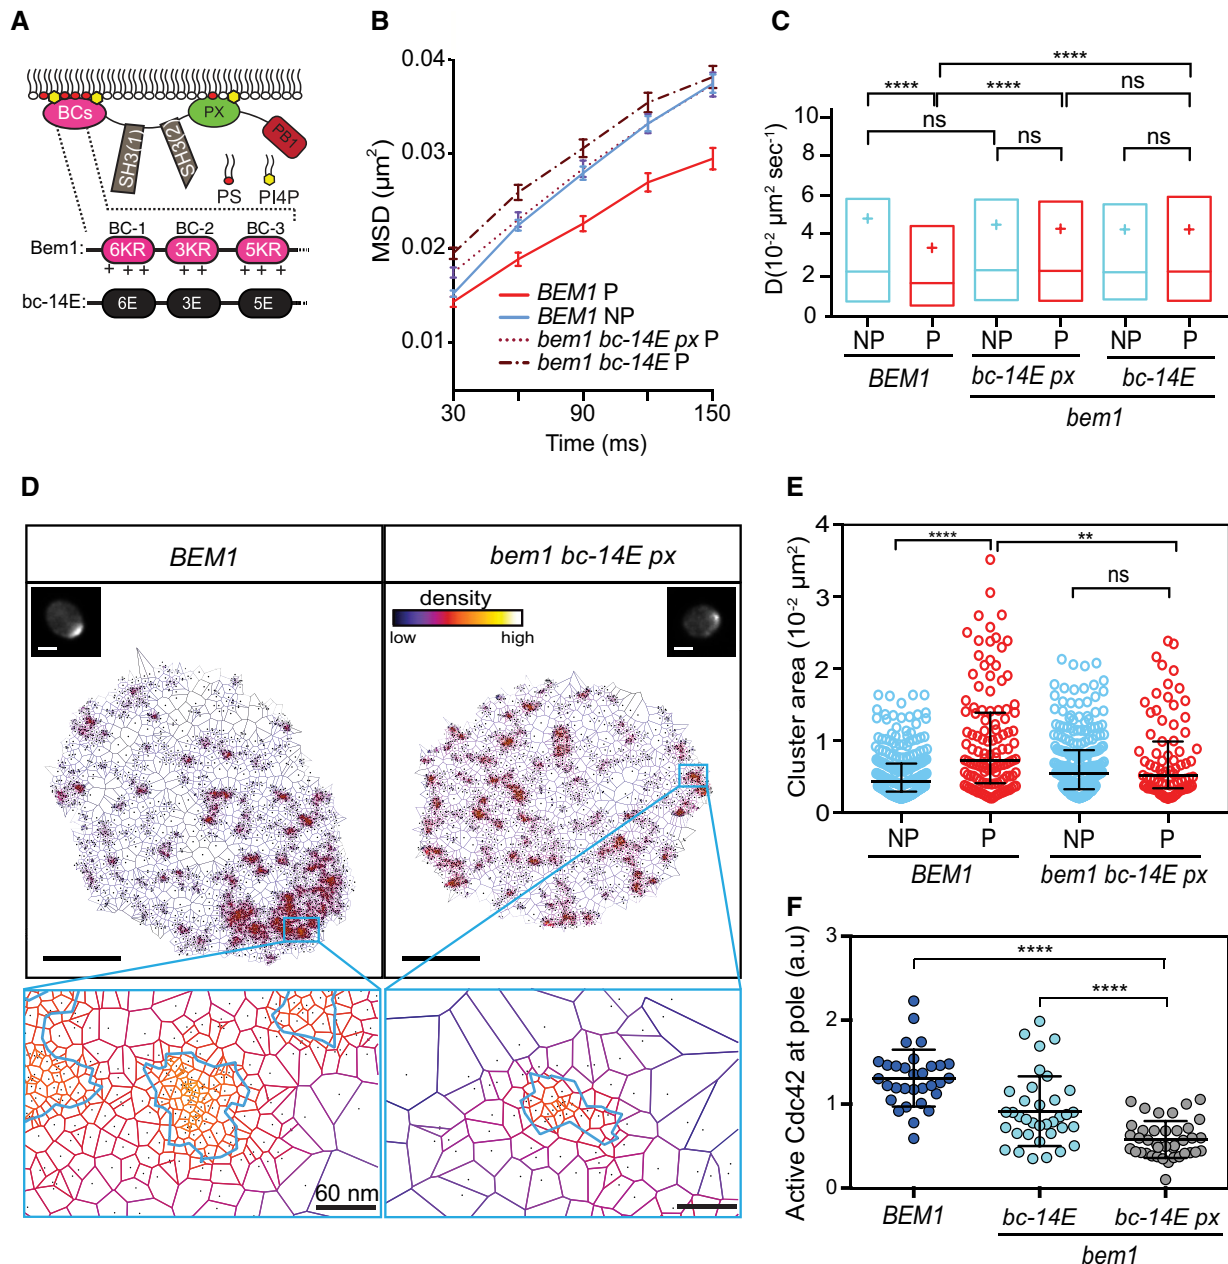 A
BCs
PX
PB1
SH3(1)
SH3(2)
PS
PI4P
BC-1 BC-2 BC-3
Bem1: 6KR 3KR 5KR
+ + + + + + + +
bc-14E: 6E 3E 5E
B
MSD (µm²)
0.04
0.03
0.02
0.01
30 90 150
Time (ms)
BEM1 P
BEM1 NP
bem1 bc-14E px P
bem1 bc-14E P
C
D(10⁻² µm² sec⁻¹)
10
8
6
4
2
0
****
**** **** ns
ns ns ns
+ + + + + +
NP P NP P NP P
BEM1 bc-14E px bc-14E
bem1
D
BEM1 bem1 bc-14E px
density
low high
60 nm
E
Cluster area (10⁻² µm²)
4
3
2
1
0
**** **
ns
NP P NP P
BEM1 bem1 bc-14E px
F
Active Cdc42 at pole (a.u)
3
2
1
0
****
****
BEM1 bc-14E bc-14E px
bem1